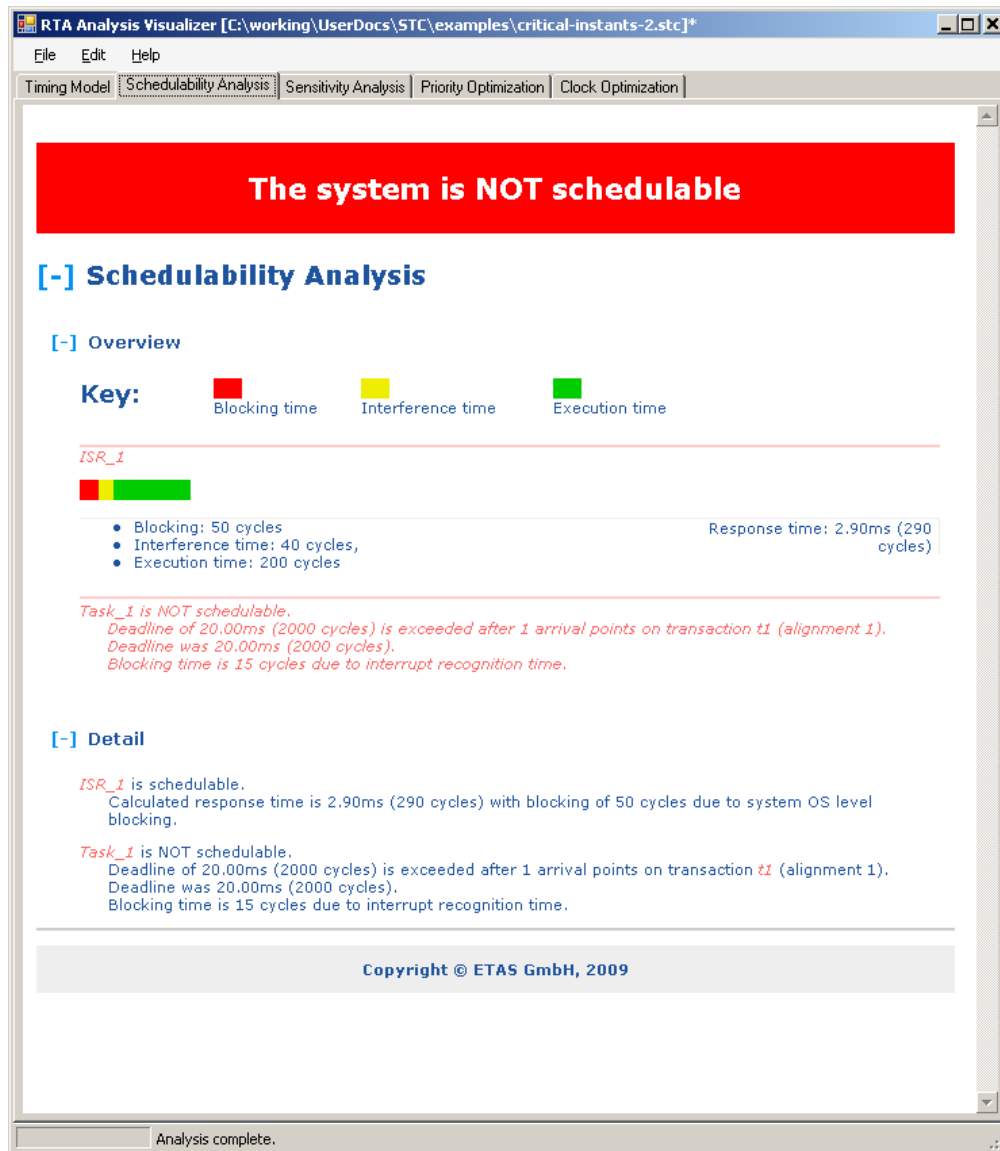 RTA Analysis Visualizer [C:\working\UserDocs\STC\examples\critical-instants-2.stc]*
File Edit Help
Timing Model Schedulability Analysis Sensitivity Analysis Priority Optimization Clock Optimization
The system is NOT schedulable
[-] Schedulability Analysis
[-] Overview
Key:
Blocking time Interference time Execution time
ISR_1
• Blocking: 50 cycles
• Interference time: 40 cycles,
• Execution time: 200 cycles
Response time: 2.90ms (290
cycles)
Task_1 is NOT schedulable.
Deadline of 20.00ms (2000 cycles) is exceeded after 1 arrival points on transaction t1 (alignment 1).
Deadline was 20.00ms (2000 cycles).
Blocking time is 15 cycles due to interrupt recognition time.
[-] Detail
ISR_1 is schedulable.
Calculated response time is 2.90ms (290 cycles) with blocking of 50 cycles due to system OS level
blocking.
Task_1 is NOT schedulable.
Deadline of 20.00ms (2000 cycles) is exceeded after 1 arrival points on transaction t1 (alignment 1).
Deadline was 20.00ms (2000 cycles).
Blocking time is 15 cycles due to interrupt recognition time.
Copyright © ETAS GmbH, 2009
Analysis complete.